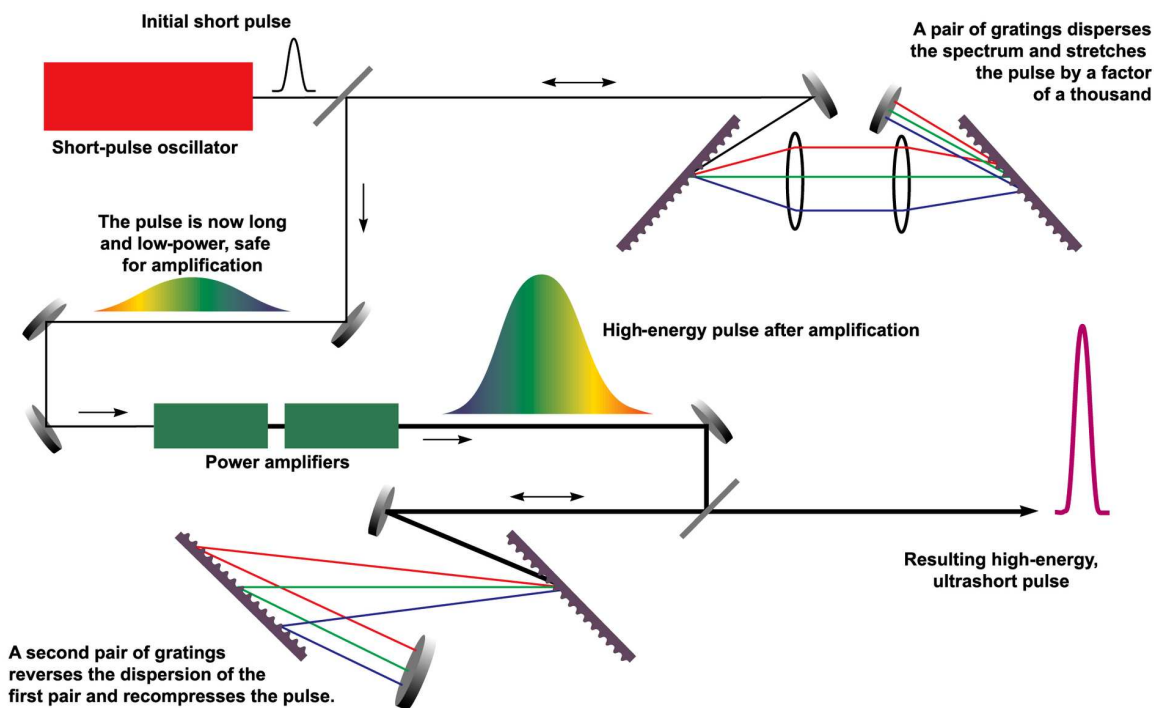 Initial short pulse
A pair of gratings disperses
the spectrum and stretches
the pulse by a factor
of a thousand
Short-pulse oscillator
The pulse is now long
and low-power, safe
for amplification
High-energy pulse after amplification
Power amplifiers
Resulting high-energy,
ultrashort pulse
A second pair of gratings
reverses the dispersion of the
first pair and recompresses the pulse.